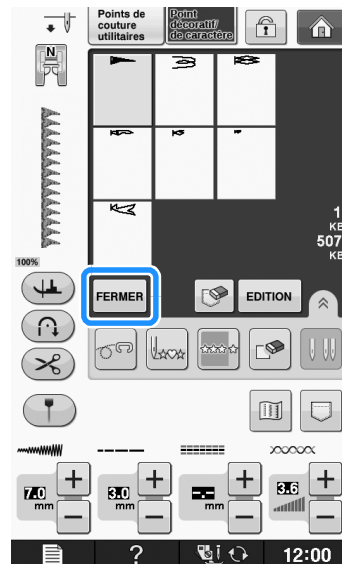 Points de
couture
utilitaires
Point
décoratif/
de caractère
N
100%
1
KB
507
KB
FERMER
EDITION
7.0
mm
3.0
mm
mm
3.6
?
12:00